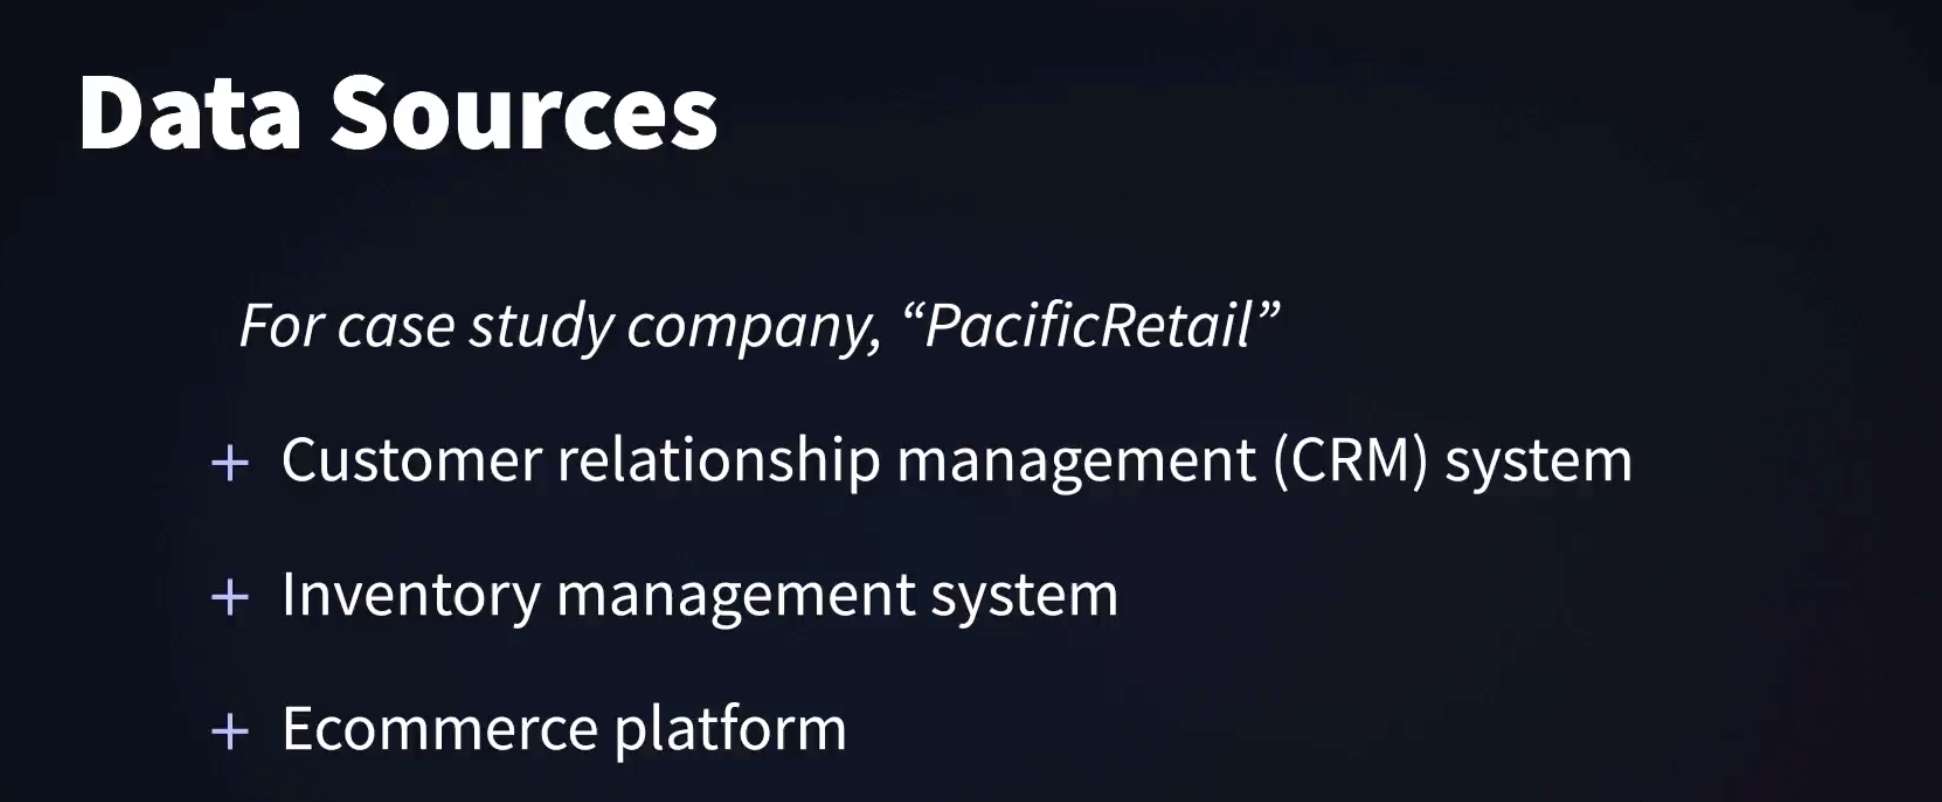 Data Sources
For case study company, “PacificRetail”
+ Customer relationship management (CRM) system
+ Inventory management system
+ Ecommerce platform